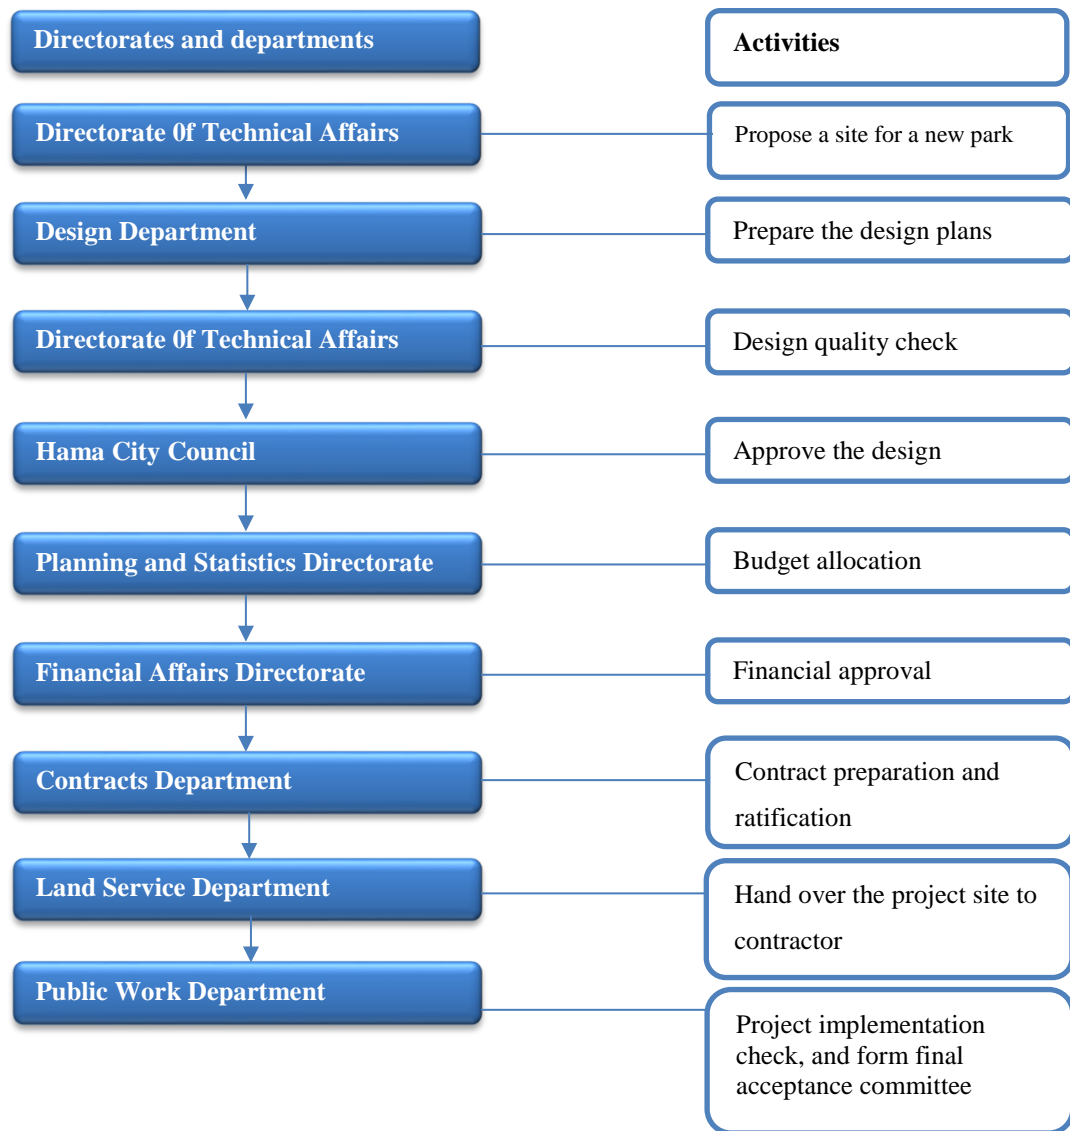 Directorates and departments
Activities
Directorate 0f Technical Affairs
Propose a site for a new park
Design Department
Prepare the design plans
Directorate 0f Technical Affairs
Design quality check
Hama City Council
Approve the design
Planning and Statistics Directorate
Budget allocation
Financial Affairs Directorate
Financial approval
Contracts Department
Contract preparation and
ratification
Land Service Department
Hand over the project site to
contractor
Public Work Department
Project implementation
check, and form final
acceptance committee